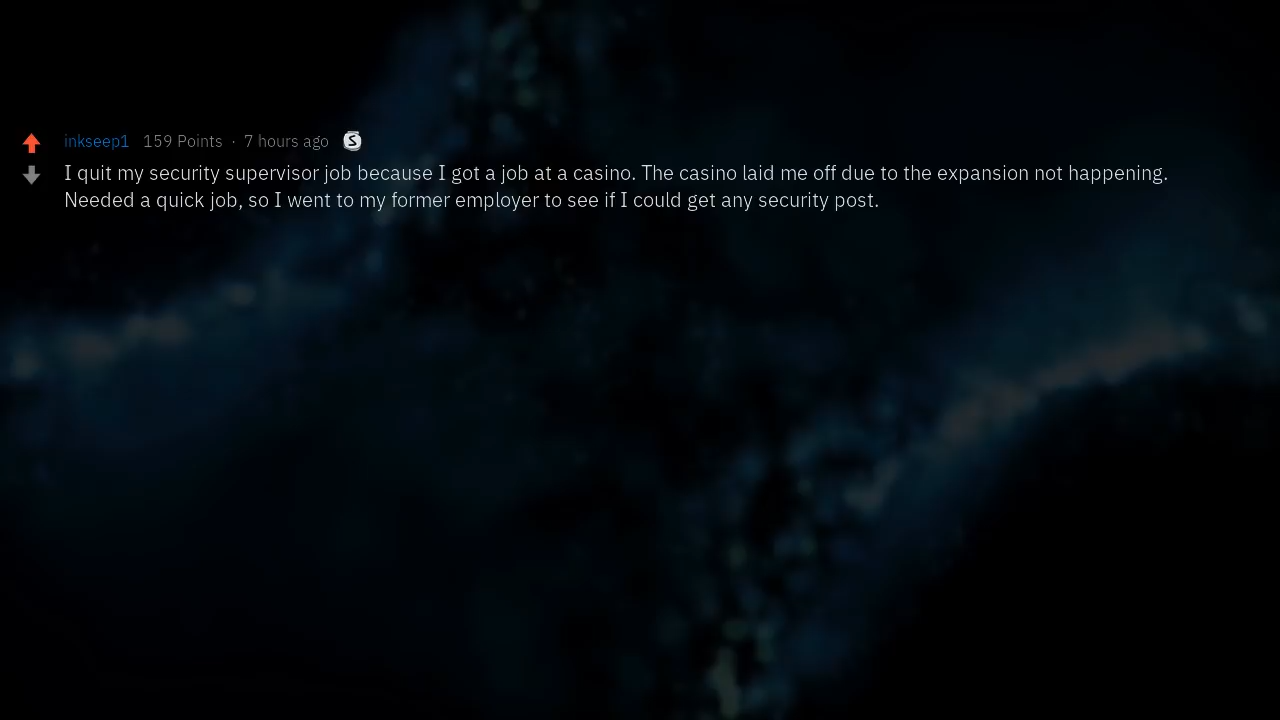 inkseep1 159 Points · 7 hours ago S
I quit my security supervisor job because I got a job at a casino. The casino laid me off due to the expansion not happening.
Needed a quick job, so I went to my former employer to see if I could get any security post.